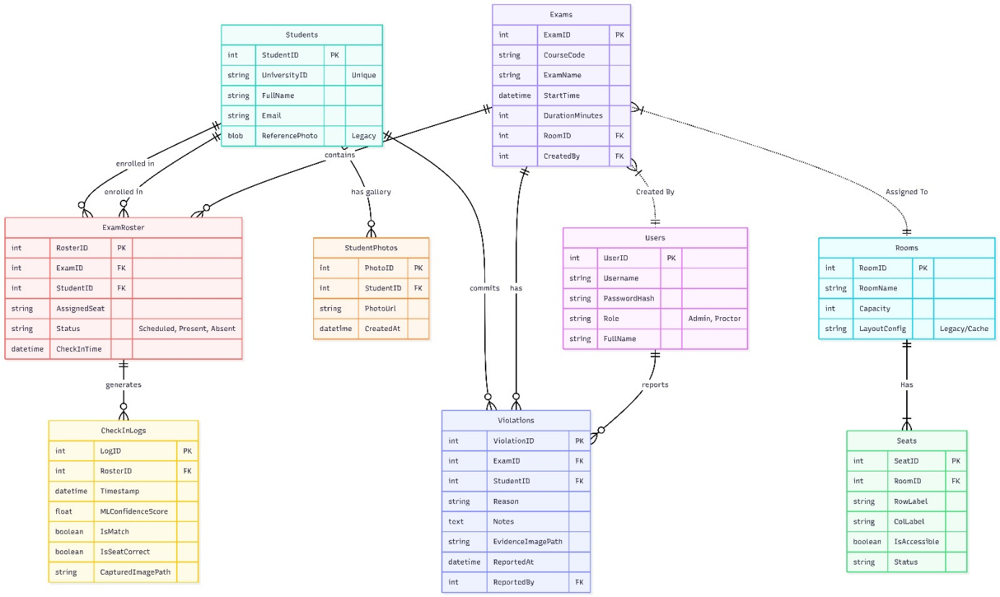 Exams
int ExamID PK
string CourseCode
string ExamName
datetime StartTime
int DurationMinutes
int RoomID FK
int CreatedBy FK
Students
int StudentID PK
string UniversityID Unique
string FullName
string Email
blob ReferencePhoto Legacy
contains
enrolled in
enrolled in
has gallery
Created By
Assigned To
ExamRoster
int RosterID PK
int ExamID FK
int StudentID FK
string AssignedSeat
string Status Scheduled, Present, Absent
datetime CheckInTime
StudentPhotos
int PhotoID PK
int StudentID FK
string PhotoUrl
datetime CreatedAt
commits
has
Users
int UserID PK
string Username
string PasswordHash
string Role Admin, Proctor
string FullName
Rooms
int RoomID PK
string RoomName
int Capacity
string LayoutConfig Legacy/Cache
generates
reports
Has
CheckInLogs
int LogID PK
int RosterID FK
datetime Timestamp
float MLConfidenceScore
boolean IsMatch
boolean IsSeatCorrect
string CapturedImagePath
Violations
int ViolationID PK
int ExamID FK
int StudentID FK
string Reason
text Notes
string EvidenceImagePath
datetime ReportedAt
int ReportedBy FK
Seats
int SeatID PK
int RoomID FK
string RowLabel
string ColLabel
boolean IsAccessible
string Status